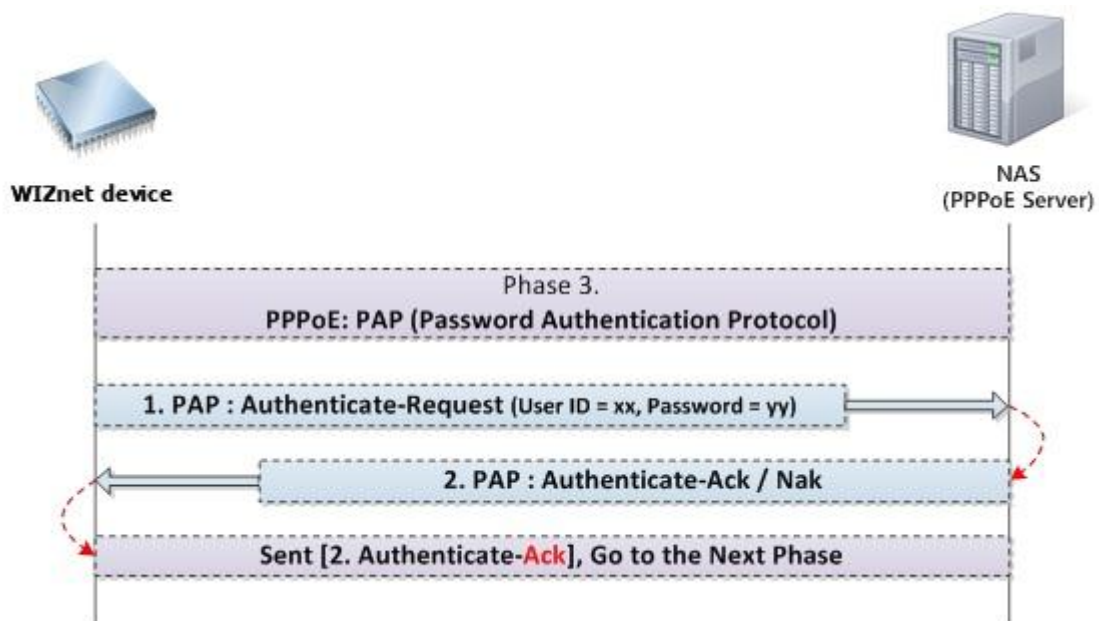 WIZnet device
NAS
(PPPoE Server)
Phase 3.
PPPoE: PAP (Password Authentication Protocol)
1. PAP : Authenticate-Request (User ID = xx, Password = yy)
2. PAP : Authenticate-Ack / Nak
Sent [2. Authenticate-Ack], Go to the Next Phase